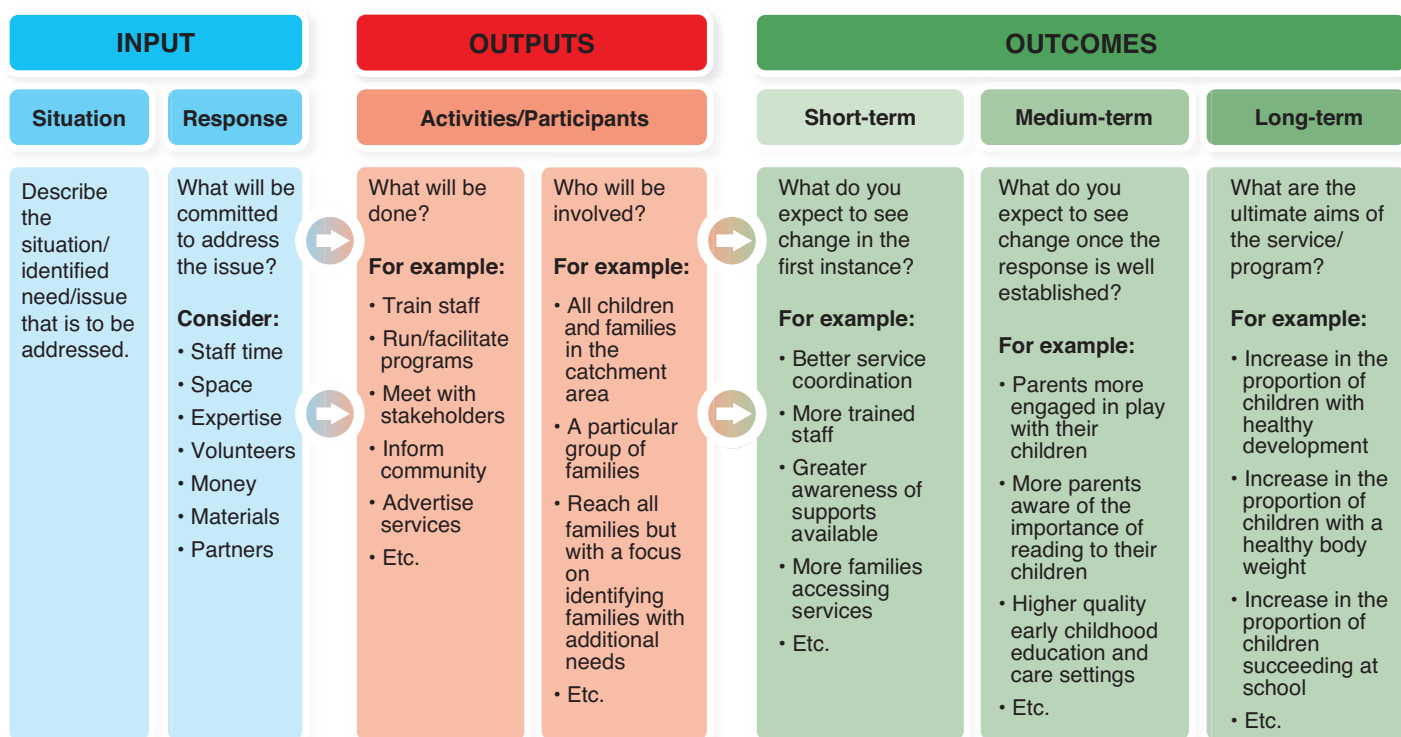 INPUT
OUTPUTS
OUTCOMES
Situation
Response
Activities/Participants
Short-term
Medium-term
Long-term
Describe
the
situation/
identified
need/issue
that is to be
addressed.
What will be
committed
to address
the issue?
Consider:
• Staff time
• Space
• Expertise
• Volunteers
• Money
• Materials
• Partners
What will be
done?
For example:
• Train staff
• Run/facilitate
programs
• Meet with
stakeholders
• Inform
community
• Advertise
services
• Etc.
Who will be
involved?
For example:
• All children
and families
in the
catchment
area
• A particular
group of
families
• Reach all
families but
with a focus
on
identifying
families with
additional
needs
• Etc.
What do you
expect to see
change in the
first instance?
For example:
• Better service
coordination
• More trained
staff
• Greater
awareness of
supports
available
• More families
accessing
services
• Etc.
What do you
expect to see
change once the
response is well
established?
For example:
• Parents more
engaged in play
with their
children
• More parents
aware of the
importance of
reading to their
children
• Higher quality
early childhood
education and
care settings
• Etc.
What are the
ultimate aims of
the service/
program?
For example:
• Increase in the
proportion of
children with
healthy
development
• Increase in the
proportion of
children with a
healthy body
weight
• Increase in the
proportion of
children
succeeding at
school
• Etc.